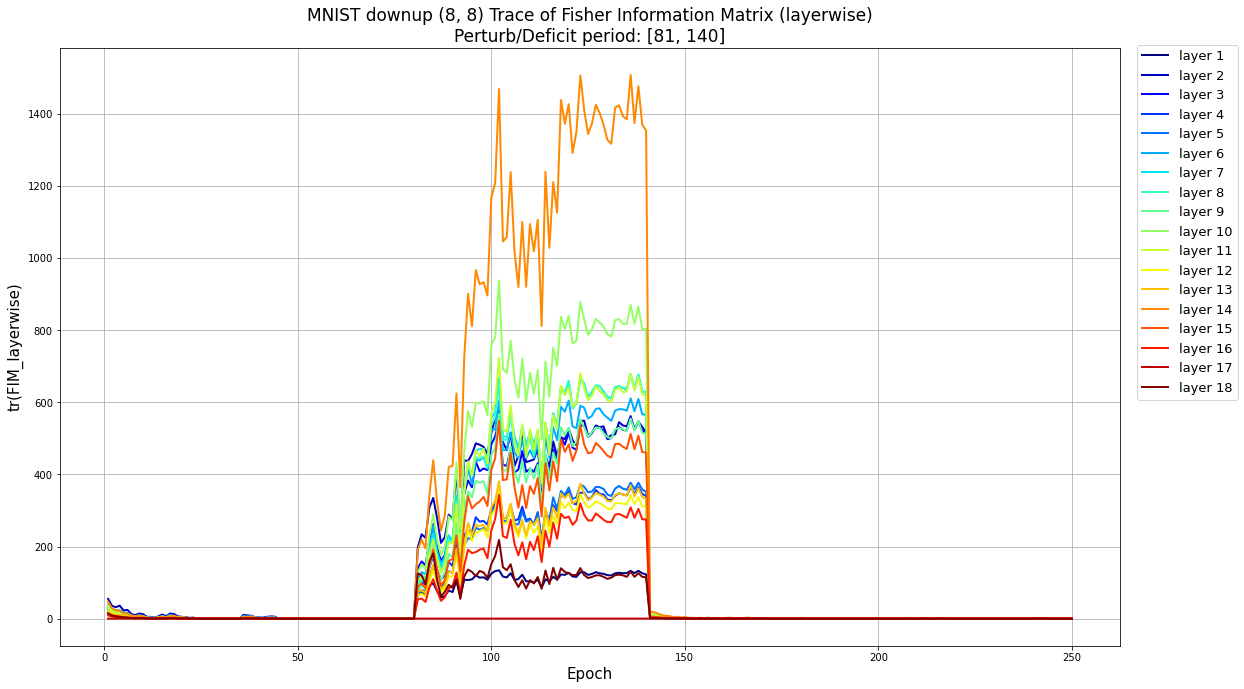 MNIST downup (8, 8) Trace of Fisher Information Matrix (layerwise)
Perturb/Deficit period: [81, 140]
tr(FIM_layerwise)
1400
1200
1000
800
600
400
200
0
0
50
100
150
200
250
Epoch
layer 1
layer 2
layer 3
layer 4
layer 5
layer 6
layer 7
layer 8
layer 9
layer 10
layer 11
layer 12
layer 13
layer 14
layer 15
layer 16
layer 17
layer 18